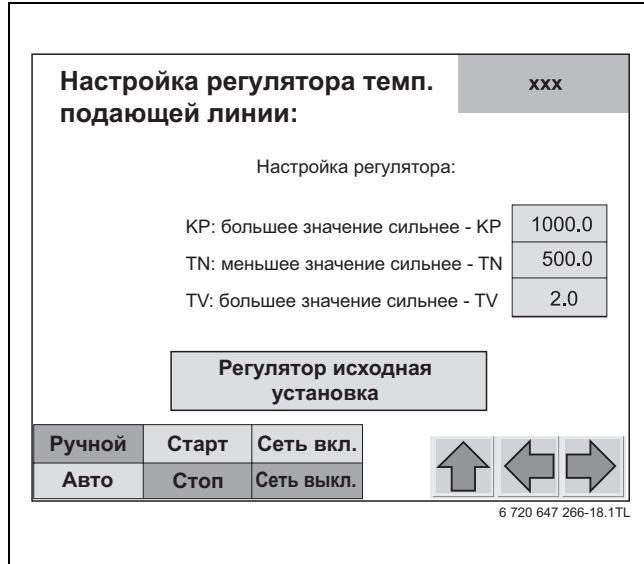 Настройка регулятора темп.
подающей линии:
xxx
Настройка регулятора:
KP: большее значение сильнее - KP 1000.0
TN: меньшее значение сильнее - TN 500.0
TV: большее значение сильнее - TV 2.0
Регулятор исходная
установка
Ручной Старт Сеть вкл.
Авто Стоп Сеть выкл.
6 720 647 266-18.1TL